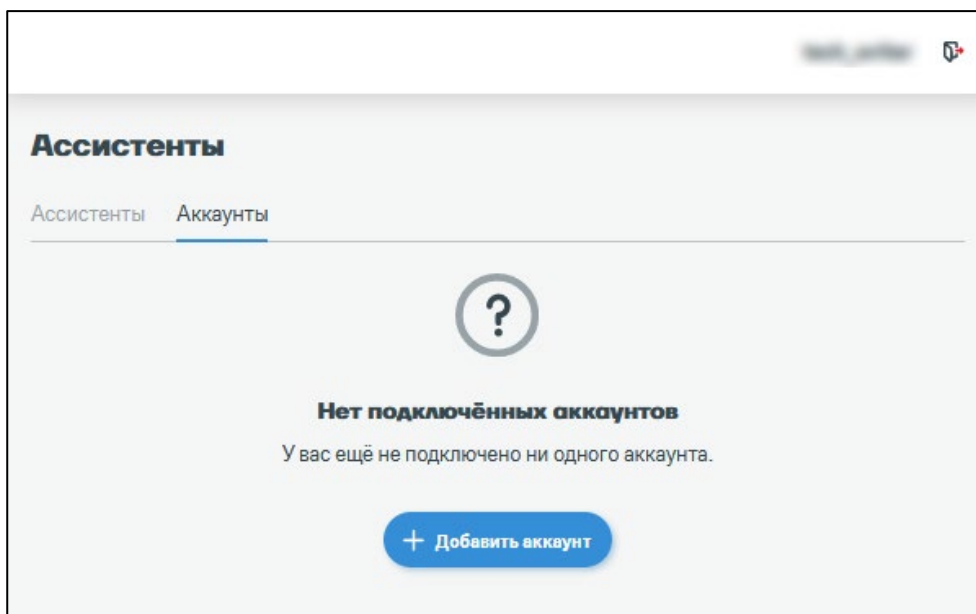 Ассистенты
Ассистенты Аккаунты
?
Нет подключённых аккаунтов
У вас ещё не подключено ни одного аккаунта.
+ Добавить аккаунт